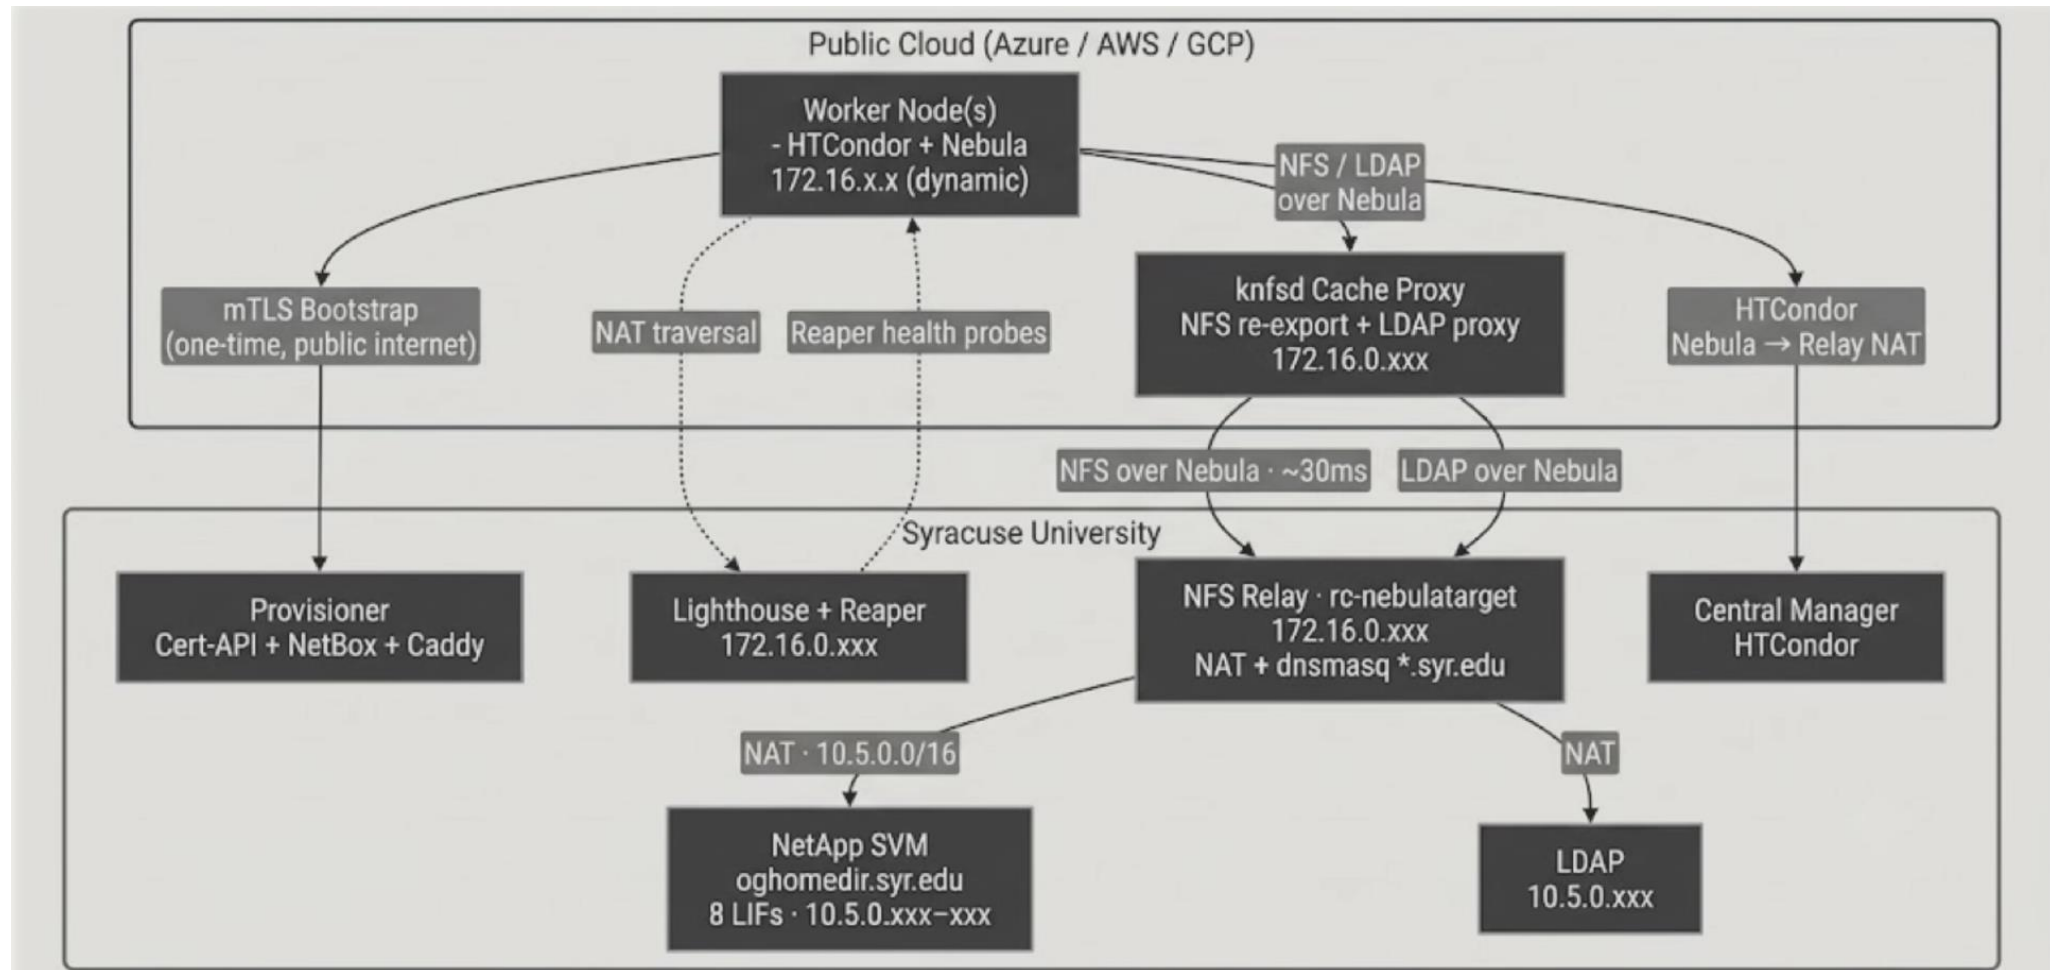 Public Cloud (Azure / AWS / GCP)
Worker Node(s)
- HTCondor + Nebula
172.16.x.x (dynamic)
NFS / LDAP
over Nebula
mTLS Bootstrap
(one-time, public internet)
NAT traversal
Reaper health probes
knfsd Cache Proxy
NFS re-export + LDAP proxy
172.16.0.xxx
HTCondor
Nebula → Relay NAT
NFS over Nebula · ~30ms
LDAP over Nebula
Syracuse University
Provisioner
Cert-API + NetBox + Caddy
Lighthouse + Reaper
172.16.0.xxx
NFS Relay · rc-nebulatarget
172.16.0.xxx
NAT + dnsmasq *.syr.edu
Central Manager
HTCondor
NAT · 10.5.0.0/16
NAT
NetApp SVM
oghomedir.syr.edu
8 LIFs · 10.5.0.xxx–xxx
LDAP
10.5.0.xxx